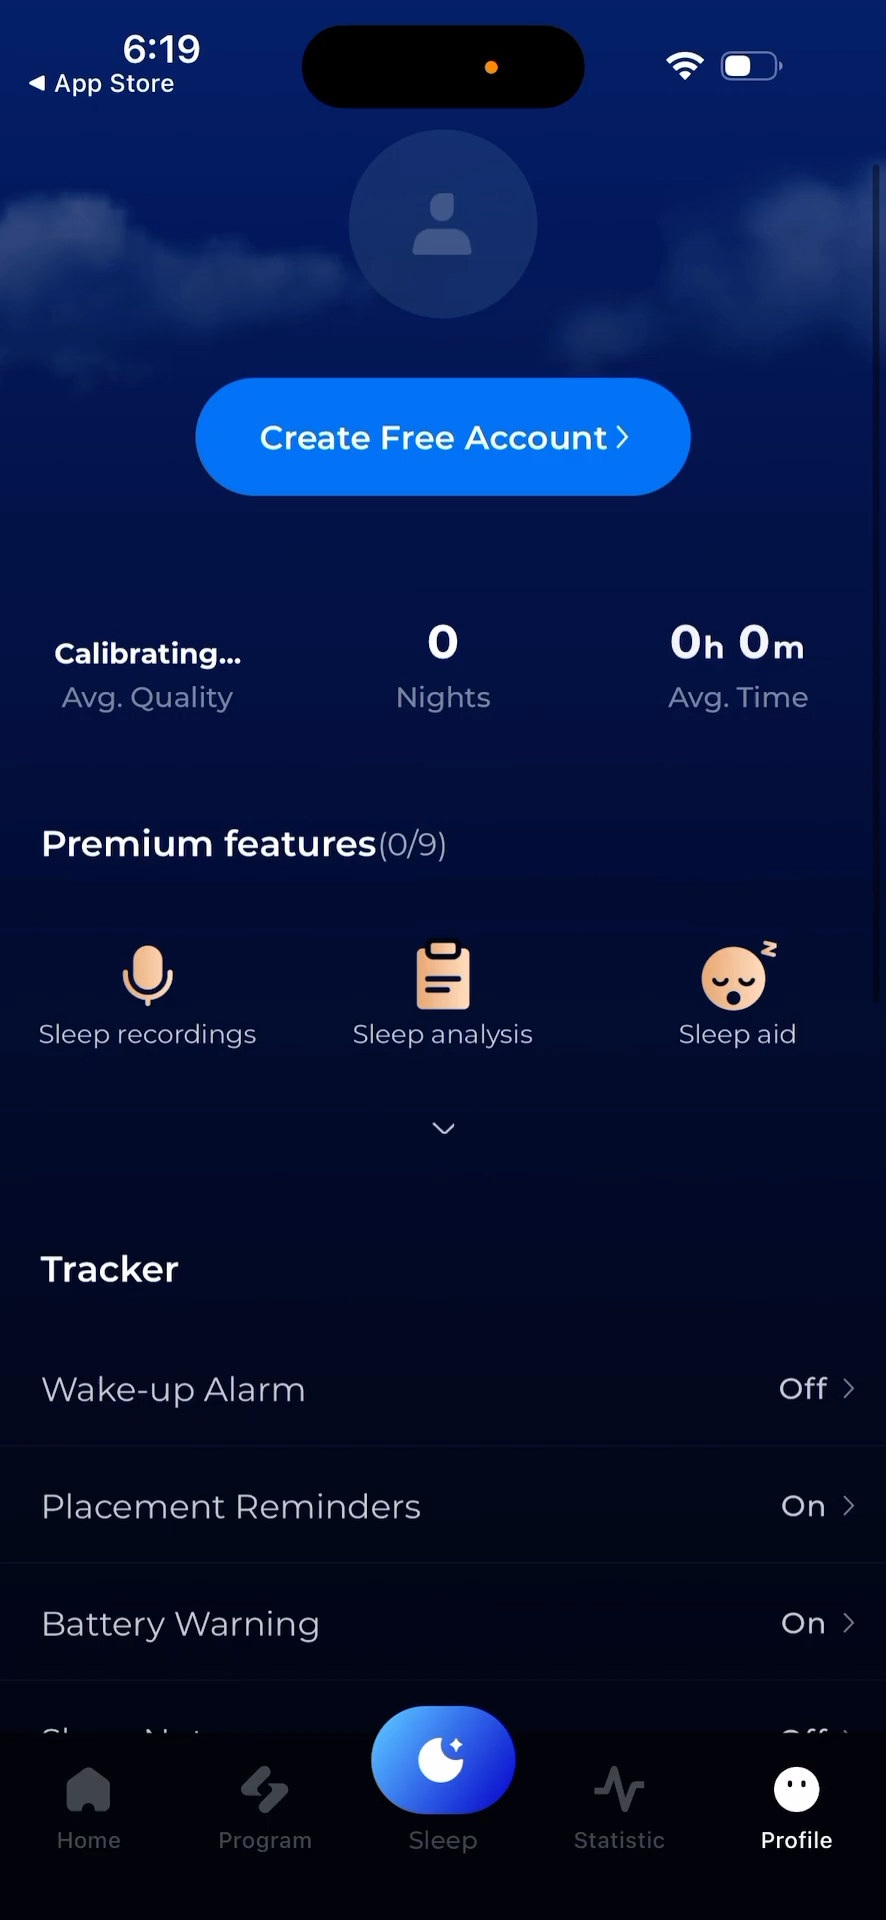 6:19
◀ App Store
Create Free Account
Calibrating... 0 0h 0m
Avg. Quality Nights Avg. Time
Premium features(0/9)
Sleep recordings Sleep analysis Sleep aid
Tracker
Wake-up Alarm Off
Placement Reminders On
Battery Warning On
Home Program Sleep Statistic Profile